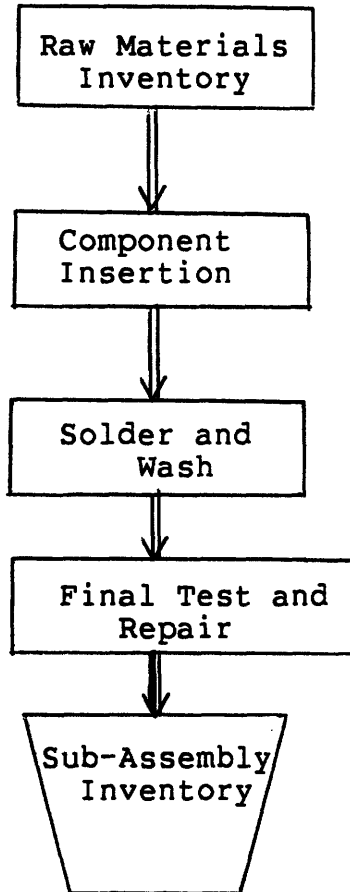 Raw Materials
Inventory
Component
Insertion
Solder and
Wash
Final Test and
Repair
Sub-Assembly
Inventory